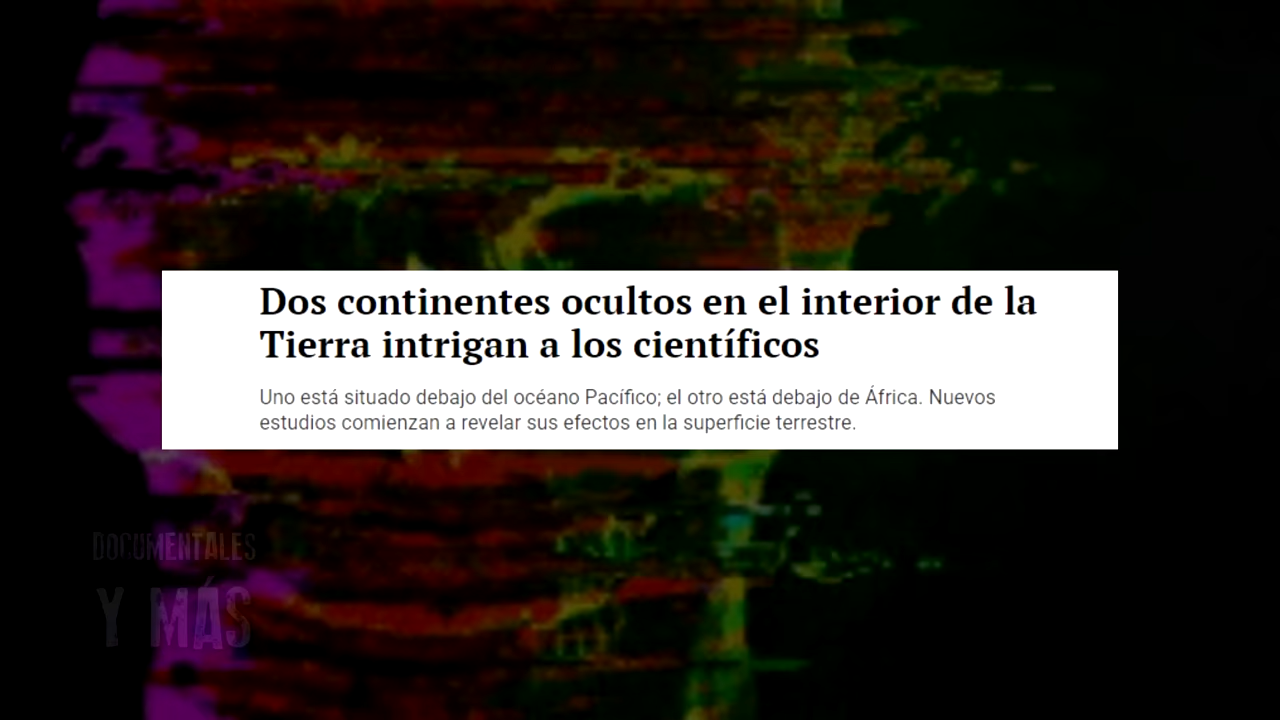 Dos continentes ocultos en el interior de la
Tierra intrigan a los científicos
Uno está situado debajo del océano Pacífico; el otro está debajo de África. Nuevos
estudios comienzan a revelar sus efectos en la superficie terrestre.
DOCUMENTALES
Y MÁS